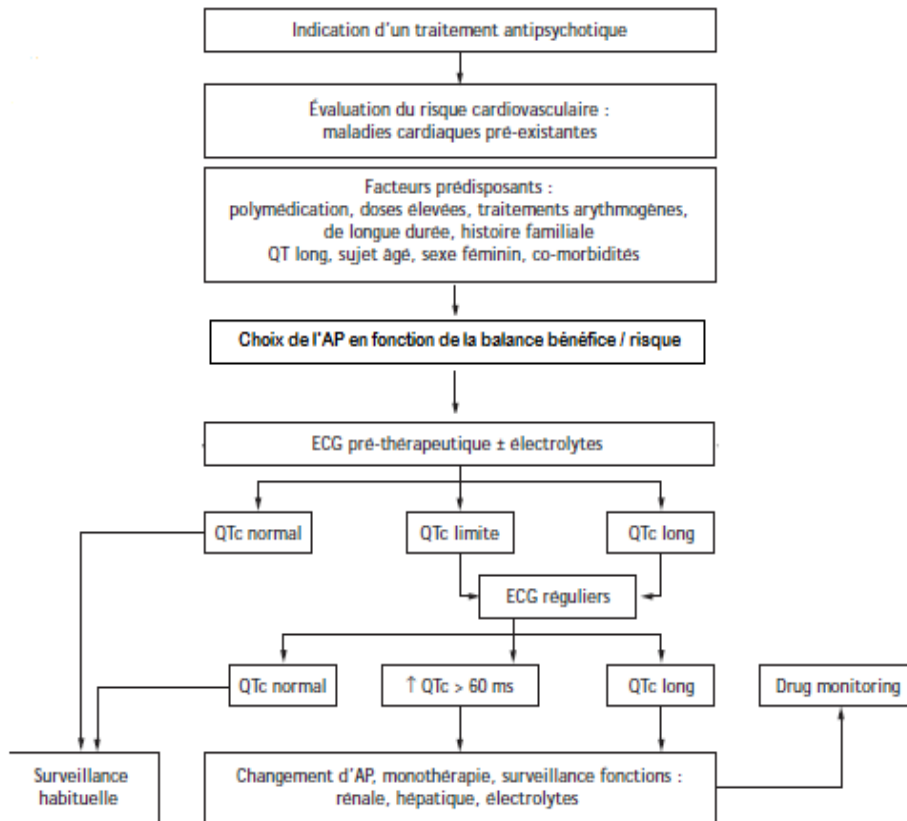 Indication d'un traitement antipsychotique
Évaluation du risque cardiovasculaire :
maladies cardiaques pré-existantes
Facteurs prédisposants :
polymédication, doses élevées, traitements arythmogènes,
de longue durée, histoire familiale
QT long, sujet âgé, sexe féminin, co-morbidités
Choix de l'AP en fonction de la balance bénéfice / risque
ECG pré-thérapeutique ± électrolytes
QTc normal
QTc limite
QTc long
ECG réguliers
QTc normal
↑ QTc > 60 ms
QTc long
Drug monitoring
Surveillance
habituelle
Changement d'AP, monothérapie, surveillance fonctions :
rénale, hépatique, électrolytes